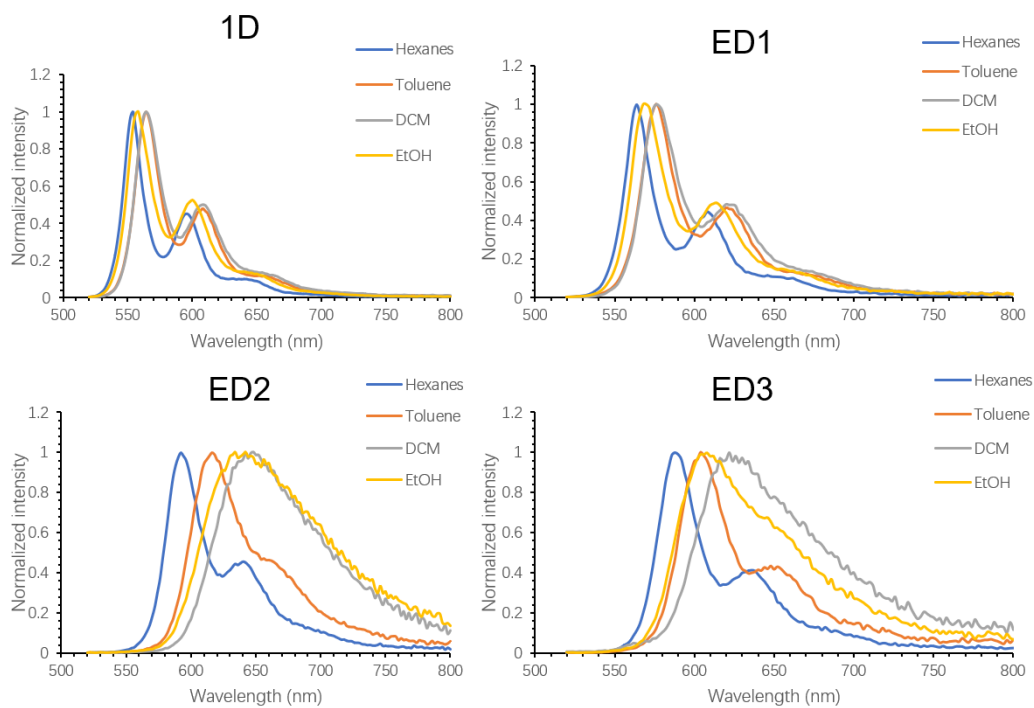 1D
Hexanes
Toluene
DCM
EtOH
Normalized intensity
1.2
1
0.8
0.6
0.4
0.2
0
500 550 600 650 700 750 800
Wavelength (nm)
ED1
Hexanes
Toluene
DCM
EtOH
Normalized intensity
1.2
1
0.8
0.6
0.4
0.2
0
500 550 600 650 700 750 800
Wavelength (nm)
ED2
Hexanes
Toluene
DCM
EtOH
Normalized intensity
1.2
1
0.8
0.6
0.4
0.2
0
500 550 600 650 700 750 800
Wavelength (nm)
ED3
Hexanes
Toluene
DCM
EtOH
Normalized intensity
1.2
1
0.8
0.6
0.4
0.2
0
500 550 600 650 700 750 800
Wavelength (nm)